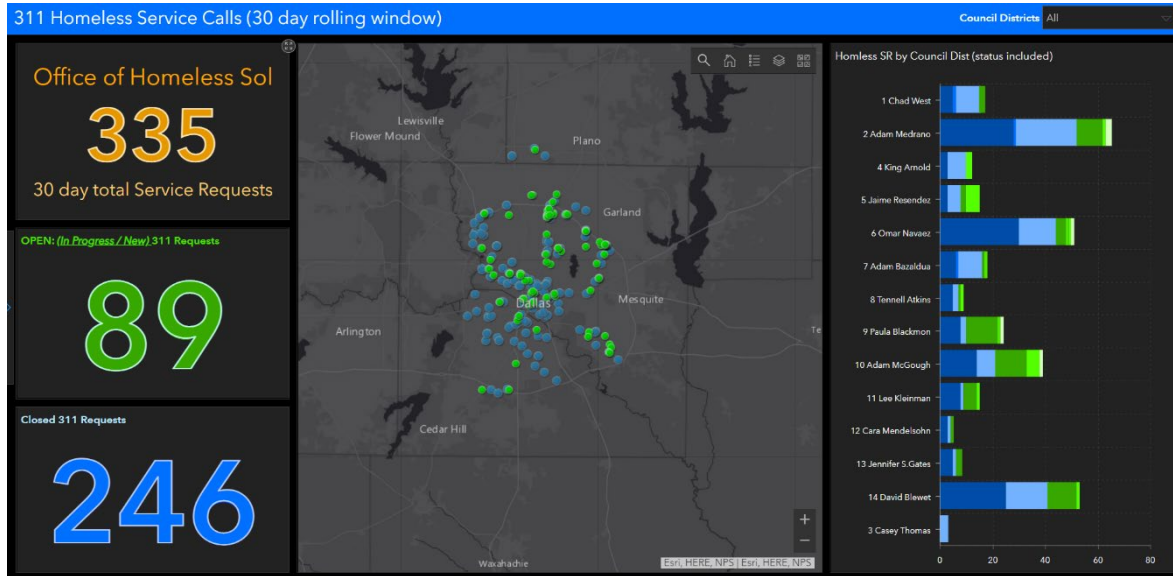 311 Homeless Service Calls (30 day rolling window)
Council Districts All
Office of Homeless Sol
335
30 day total Service Requests
OPEN: (In Progress / New) 311 Requests
89
Closed 311 Requests
246
Lewisville
Flower Mound
Plano
Garland
Dallas
Mesquite
Arlington
Te
Cedar Hill
Waxahachie
+
−
Esri, HERE, NPS | Esri, HERE, NPS
Homless SR by Council Dist (status included)
1 Chad West
2 Adam Medrano
4 King Arnold
5 Jaime Resendez
6 Omar Navaez
7 Adam Bazaldua
8 Tennell Atkins
9 Paula Blackmon
10 Adam McGough
11 Lee Kleinman
12 Cara Mendelsohn
13 Jennifer S.Gates
14 David Blewet
3 Casey Thomas
0 20 40 60 80